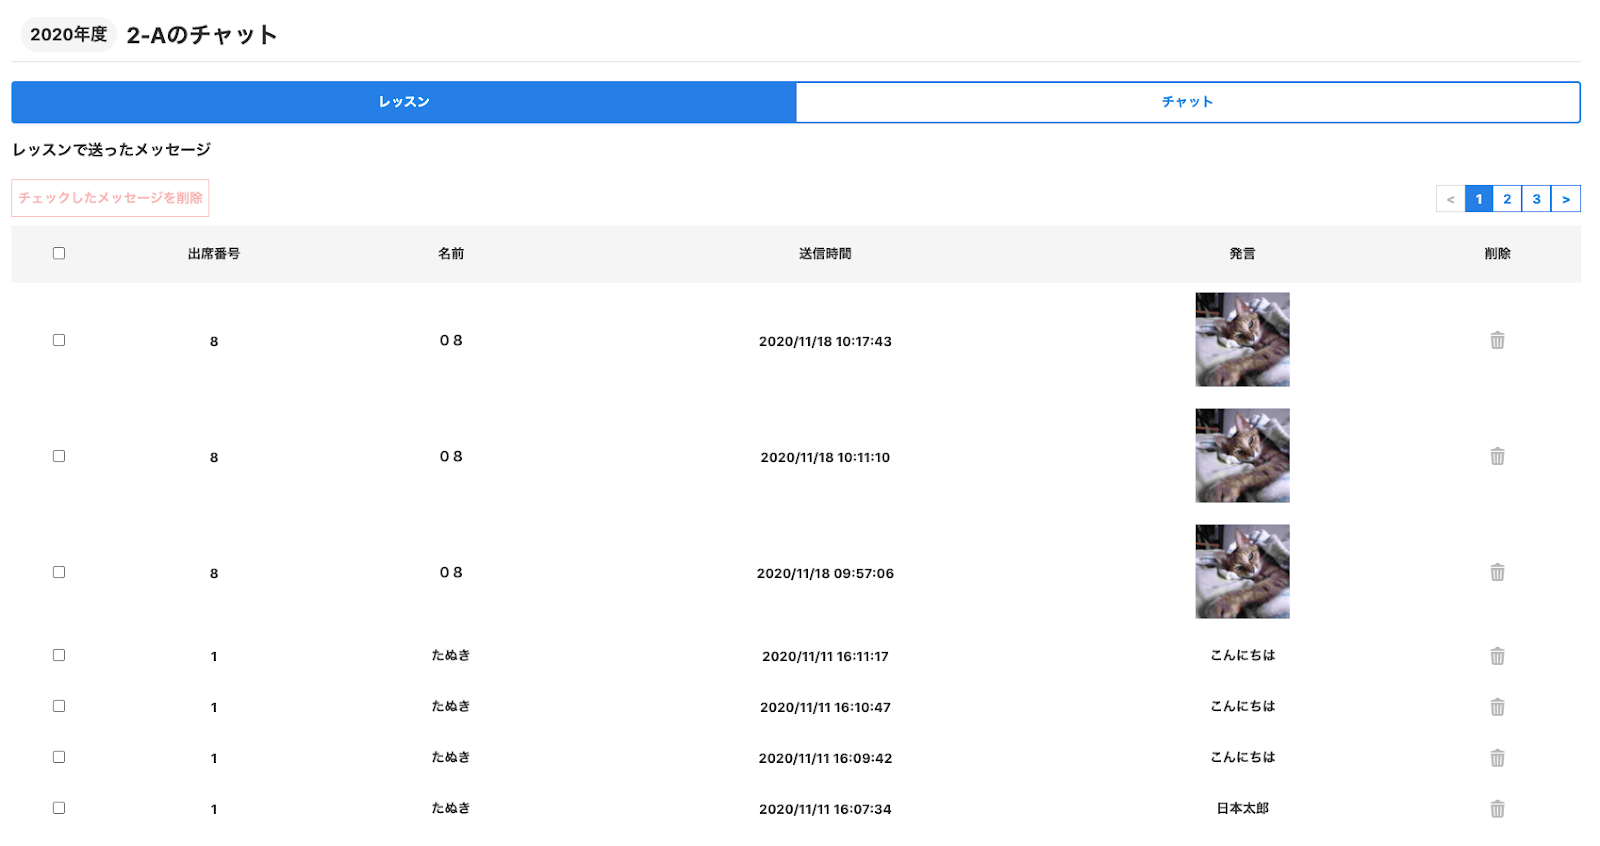 2020年度 2-Aのチャット
レッスン チャット
レッスンで送ったメッセージ
チェックしたメッセージを削除 < 1 2 3 >
出席番号 名前 送信時間 発言 削除
8 ０８ 2020/11/18 10:17:43
8 ０８ 2020/11/18 10:11:10
8 ０８ 2020/11/18 09:57:06
1 たぬき 2020/11/11 16:11:17 こんにちは
1 たぬき 2020/11/11 16:10:47 こんにちは
1 たぬき 2020/11/11 16:09:42 こんにちは
1 たぬき 2020/11/11 16:07:34 日本太郎